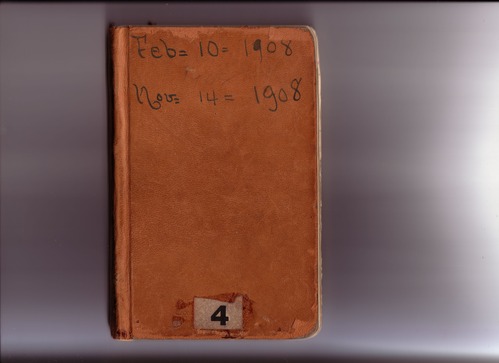 Feb= 10= 1908
Nov= 14= 1908
4